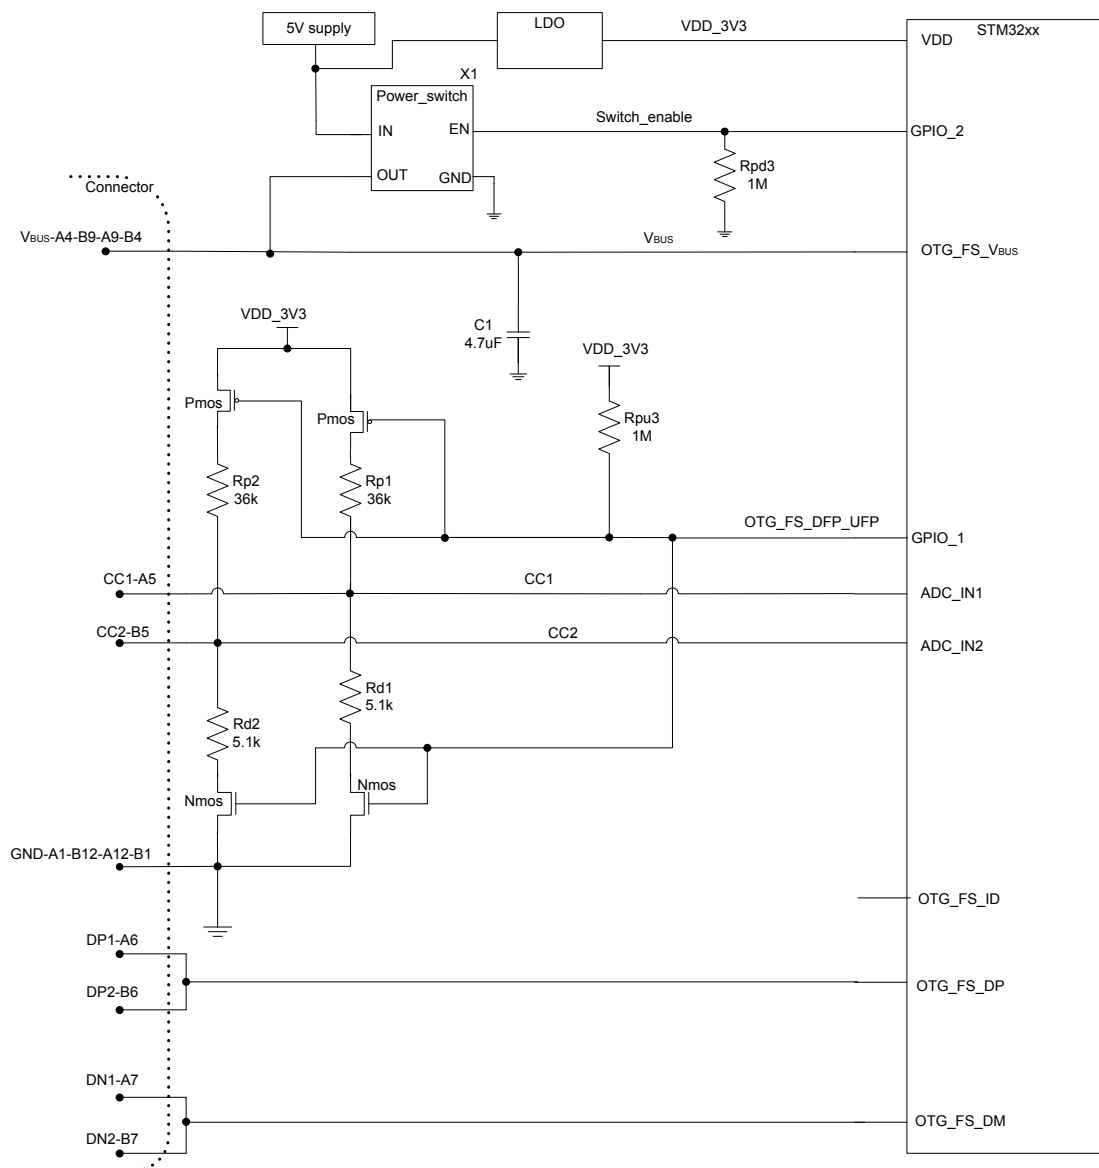 5V supply
LDO
VDD_3V3
STM32xx
VDD
X1
Power_switch
IN
EN
Switch_enable
GPIO_2
OUT
GND
Rpd3
1M
Connector
VBUS-A4-B9-A9-B4
VBUS
OTG_FS_VBUS
VDD_3V3
C1
4.7uF
VDD_3V3
Pmos
Pmos
Rpu3
1M
Rp2
36k
Rp1
36k
OTG_FS_DFP_UFP
GPIO_1
CC1-A5
CC1
ADC_IN1
CC2-B5
CC2
ADC_IN2
Rd1
5.1k
Rd2
5.1k
Nmos
Nmos
GND-A1-B12-A12-B1
OTG_FS_ID
DP1-A6
DP2-B6
OTG_FS_DP
DN1-A7
OTG_FS_DM
DN2-B7